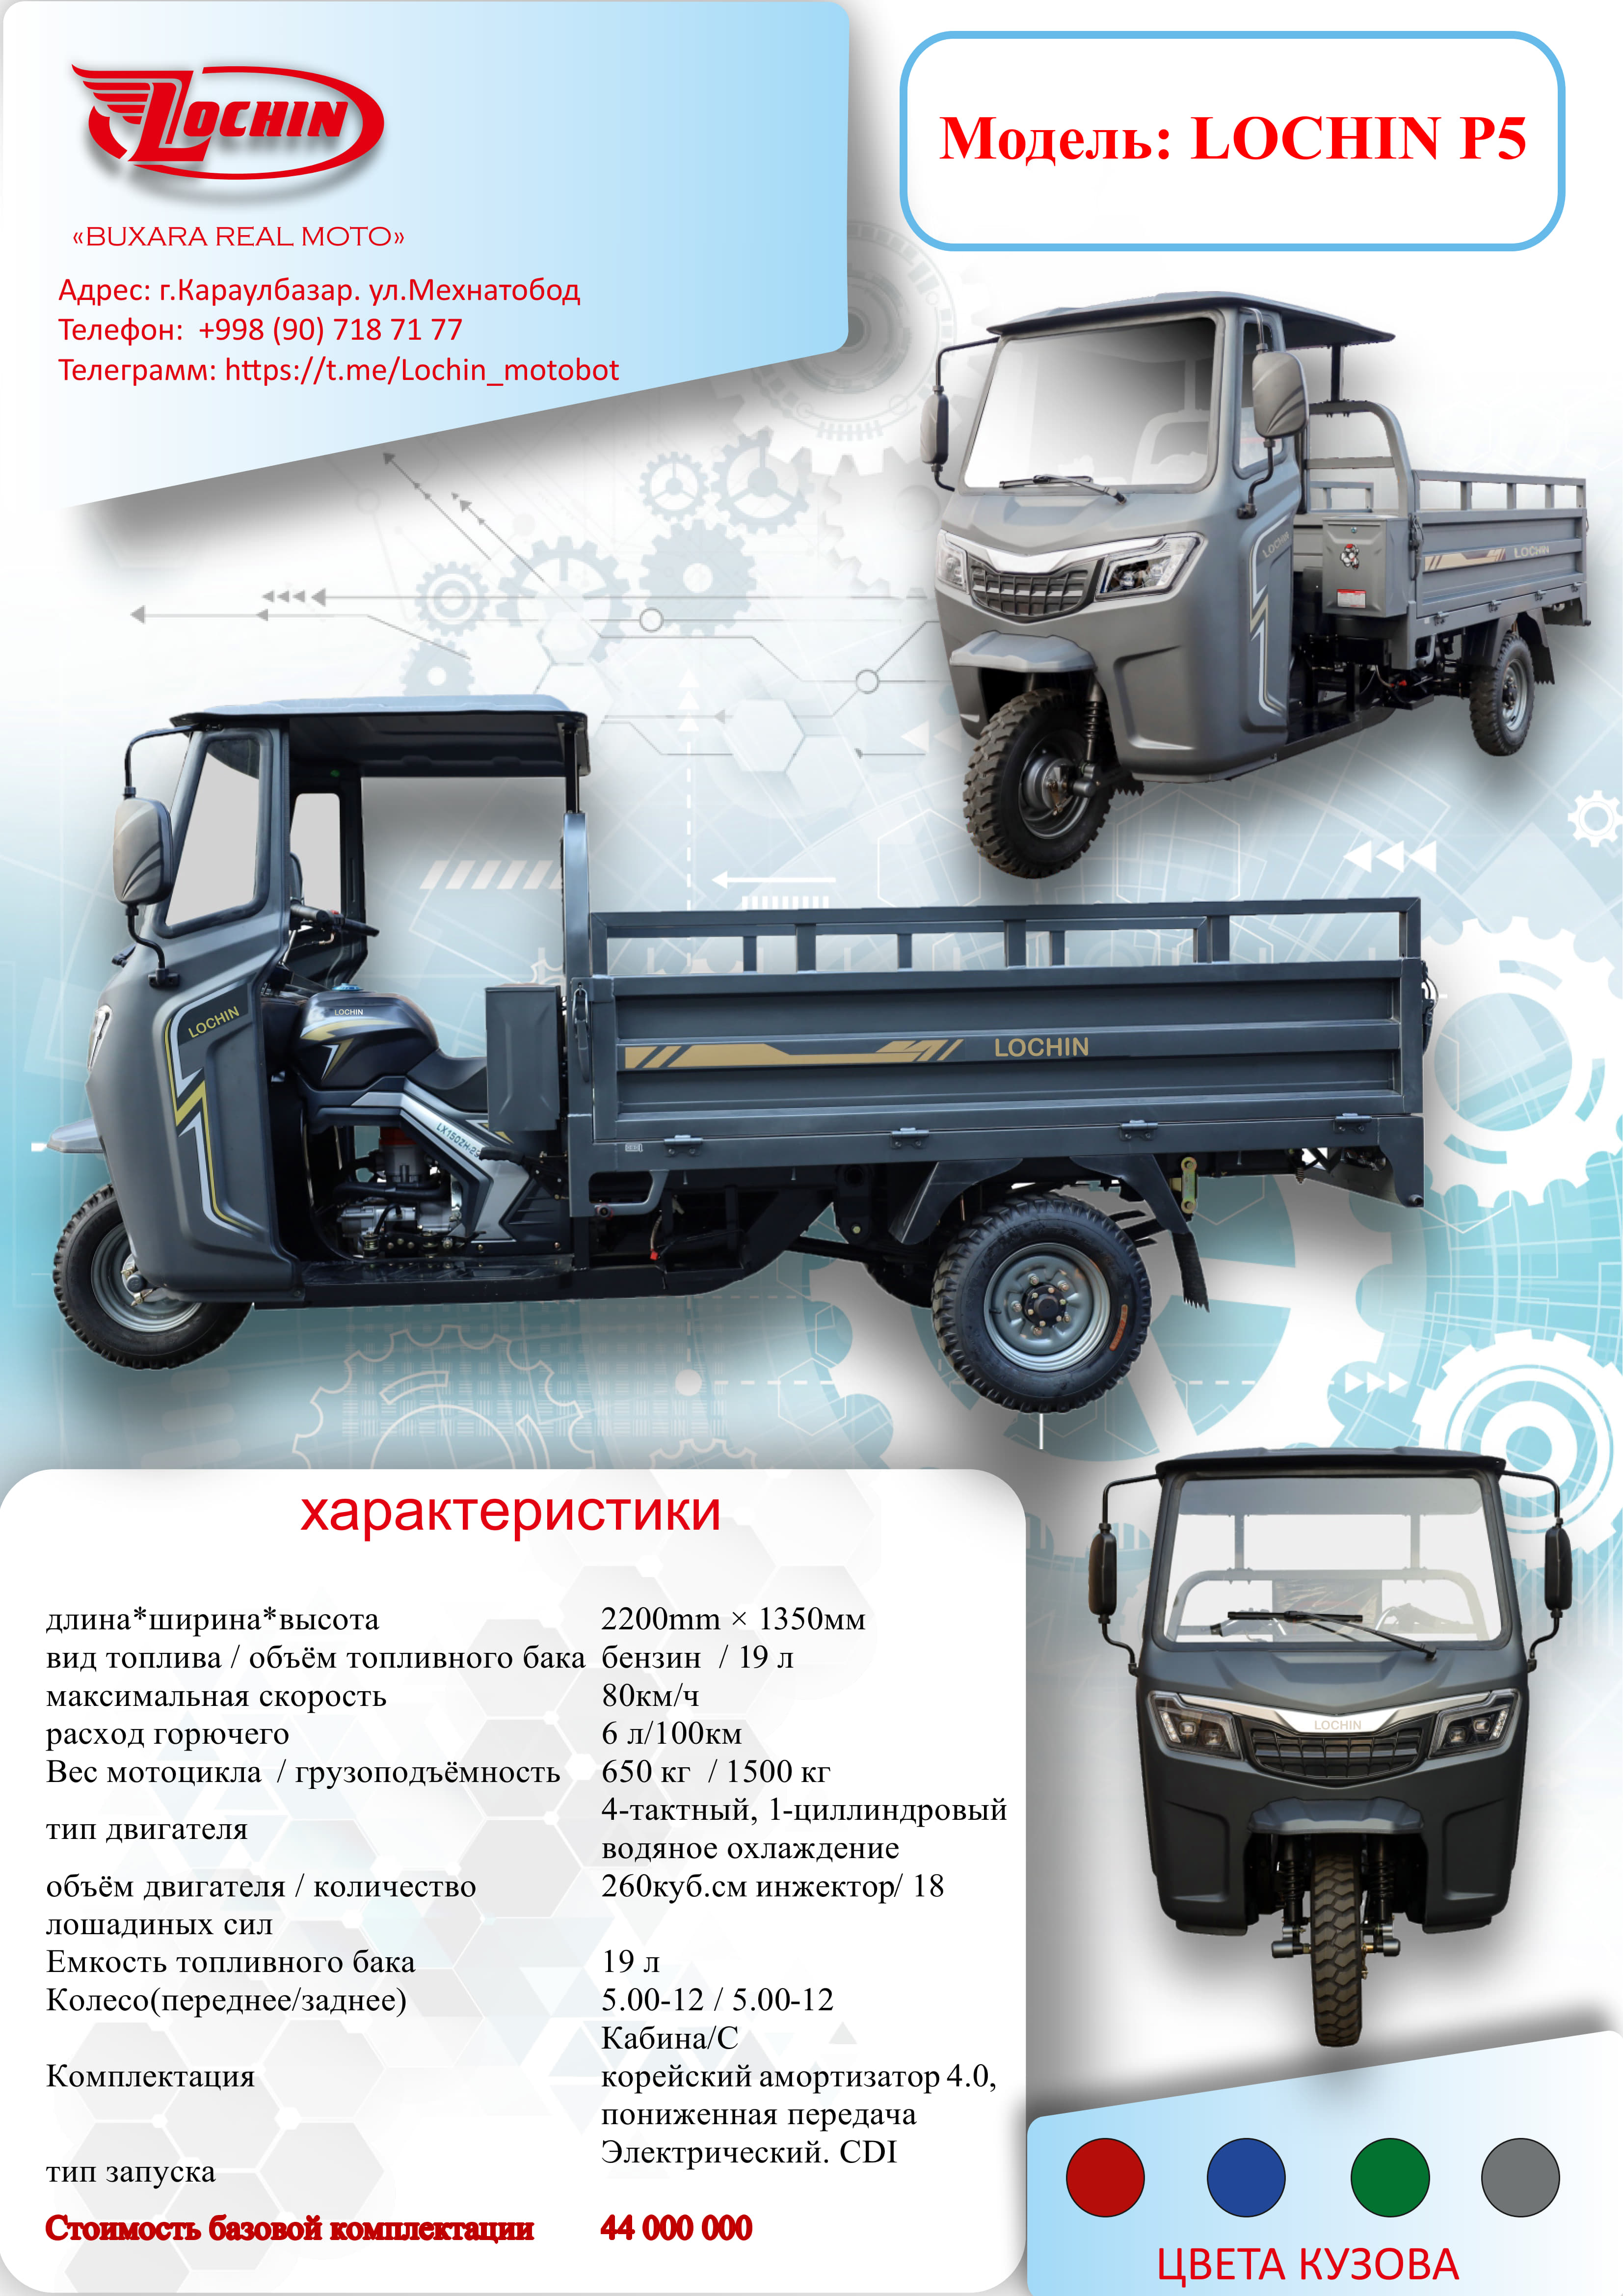 LOCHIN
«BUXARA REAL MOTO»
Адрес: г.Караулбазар. ул.Мехнатобод
Телефон: +998 (90) 718 71 77
Телеграмм: https://t.me/Lochin_motobot
Модель: LOCHIN P5
LOCHIN
LOCHIN
LOCHIN
LOCHIN
LOCHIN
характеристики
длина*ширина*высота 2200mm × 1350мм
вид топлива / объём топливного бака бензин / 19 л
максимальная скорость 80км/ч
расход горючего 6 л/100км
Вес мотоцикла / грузоподъёмность 650 кг / 1500 кг
тип двигателя 4-тактный, 1-циллиндровый
водяное охлаждение
объём двигателя / количество 260куб.см инжектор/ 18
лошадиных сил
Емкость топливного бака 19 л
Колесо(переднее/заднее) 5.00-12 / 5.00-12
Кабина/С
Комплектация корейский амортизатор 4.0,
пониженная передача
тип запуска Электрический. CDI
Стоимость базовой комплектации 44 000 000
LOCHIN
ЦВЕТА КУЗОВА